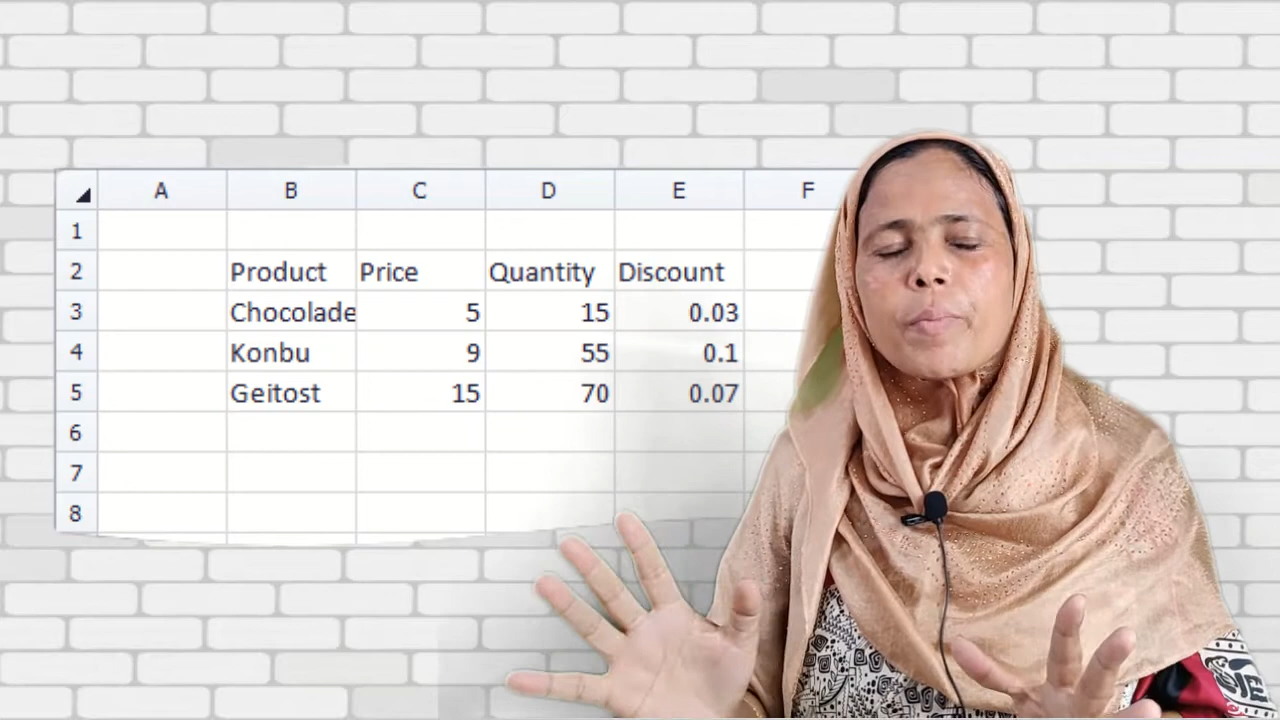 A B C D E F
1
2 Product Price Quantity Discount
3 Chocolade 5 15 0.03
4 Konbu 9 55 0.1
5 Geitost 15 70 0.07
6
7
8